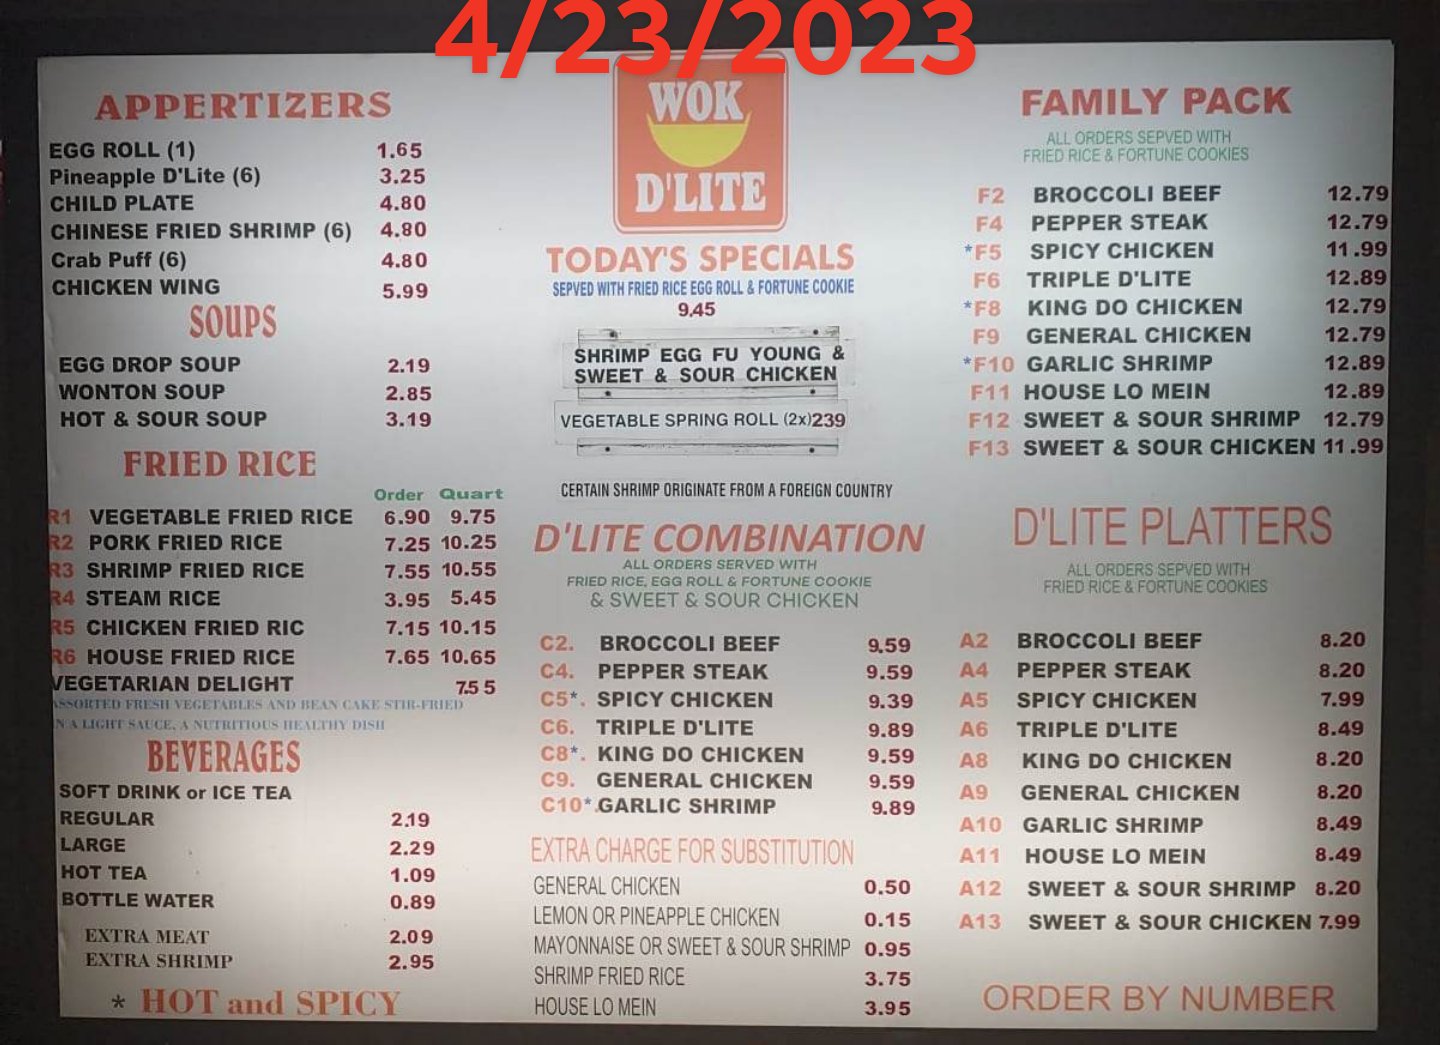 4/23/2023
WOK
D'LITE
APPERTIZERS
EGG ROLL (1) 1.65
Pineapple D'Lite (6) 3.25
CHILD PLATE 4.80
CHINESE FRIED SHRIMP (6) 4.80
Crab Puff (6) 4.80
CHICKEN WING 5.99
SOUPS
EGG DROP SOUP 2.19
WONTON SOUP 2.85
HOT & SOUR SOUP 3.19
FRIED RICE
Order Quart
R1 VEGETABLE FRIED RICE 6.90 9.75
R2 PORK FRIED RICE 7.25 10.25
R3 SHRIMP FRIED RICE 7.55 10.55
R4 STEAM RICE 3.95 5.45
R5 CHICKEN FRIED RIC 7.15 10.15
R6 HOUSE FRIED RICE 7.65 10.65
VEGETARIAN DELIGHT 7.55
ASSORTED FRESH VEGETABLES AND BEAN CAKE STIR-FRIED
IN A LIGHT SAUCE, A NUTRITIOUS HEALTHY DISH
BEVERAGES
SOFT DRINK or ICE TEA
REGULAR 2.19
LARGE 2.29
HOT TEA 1.09
BOTTLE WATER 0.89
EXTRA MEAT 2.09
EXTRA SHRIMP 2.95
* HOT and SPICY
TODAY'S SPECIALS
SEPVED WITH FRIED RICE EGG ROLL & FORTUNE COOKIE
9.45
SHRIMP EGG FU YOUNG &
SWEET & SOUR CHICKEN
VEGETABLE SPRING ROLL (2x)239
CERTAIN SHRIMP ORIGINATE FROM A FOREIGN COUNTRY
D'LITE COMBINATION
ALL ORDERS SERVED WITH
FRIED RICE, EGG ROLL & FORTUNE COOKIE
& SWEET & SOUR CHICKEN
C2. BROCCOLI BEEF 9.59
C4. PEPPER STEAK 9.59
C5*. SPICY CHICKEN 9.39
C6. TRIPLE D'LITE 9.89
C8*. KING DO CHICKEN 9.59
C9. GENERAL CHICKEN 9.59
C10*. GARLIC SHRIMP 9.89
EXTRA CHARGE FOR SUBSTITUTION
GENERAL CHICKEN 0.50
LEMON OR PINEAPPLE CHICKEN 0.15
MAYONNAISE OR SWEET & SOUR SHRIMP 0.95
SHRIMP FRIED RICE 3.75
HOUSE LO MEIN 3.95
FAMILY PACK
ALL ORDERS SEPVED WITH
FRIED RICE & FORTUNE COOKIES
F2 BROCCOLI BEEF 12.79
F4 PEPPER STEAK 12.79
*F5 SPICY CHICKEN 11.99
F6 TRIPLE D'LITE 12.89
*F8 KING DO CHICKEN 12.79
F9 GENERAL CHICKEN 12.79
*F10 GARLIC SHRIMP 12.89
F11 HOUSE LO MEIN 12.89
F12 SWEET & SOUR SHRIMP 12.79
F13 SWEET & SOUR CHICKEN 11.99
D'LITE PLATTERS
ALL ORDERS SEPVED WITH
FRIED RICE & FORTUNE COOKIES
A2 BROCCOLI BEEF 8.20
A4 PEPPER STEAK 8.20
A5 SPICY CHICKEN 7.99
A6 TRIPLE D'LITE 8.49
A8 KING DO CHICKEN 8.20
A9 GENERAL CHICKEN 8.20
A10 GARLIC SHRIMP 8.49
A11 HOUSE LO MEIN 8.49
A12 SWEET & SOUR SHRIMP 8.20
A13 SWEET & SOUR CHICKEN 7.99
ORDER BY NUMBER